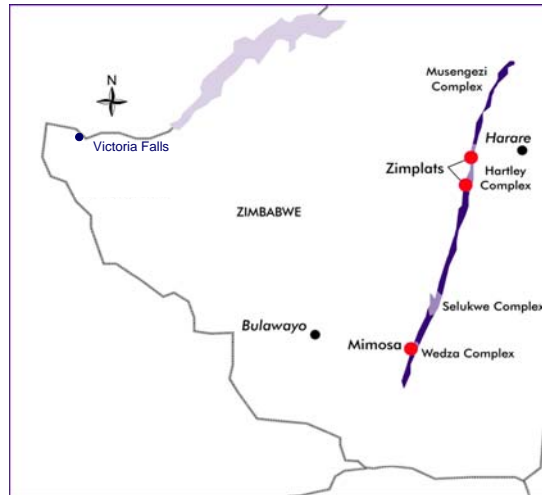 Musengezi
Complex
N
Harare
Victoria Falls
Zimplats
Hartley
Complex
ZIMBABWE
Selukwe Complex
Bulawayo
Mimosa
Wedza Complex